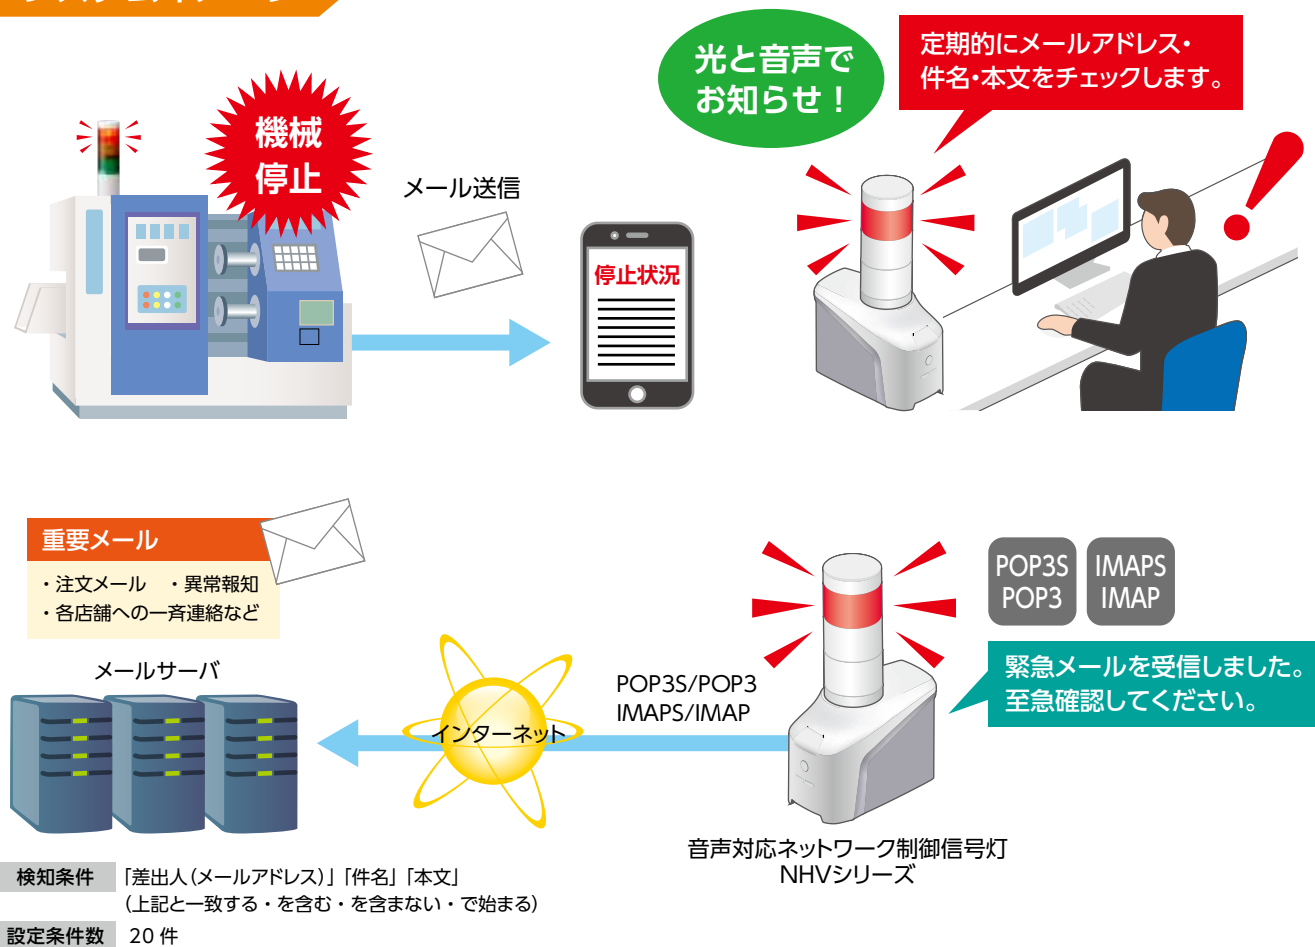 機械
停止
メール送信
停止状況
光と音声で
お知らせ！
定期的にメールアドレス・
件名・本文をチェックします。
重要メール
・注文メール ・異常報知
・各店舗への一斉連絡など
メールサーバ
インターネット
POP3S/POP3
IMAPS/IMAP
POP3S
POP3
IMAPS
IMAP
緊急メールを受信しました。
至急確認してください。
音声対応ネットワーク制御信号灯
NHVシリーズ
検知条件 「差出人（メールアドレス）」「件名」「本文」
（上記と一致する・を含む・を含まない・で始まる）
設定条件数 20 件